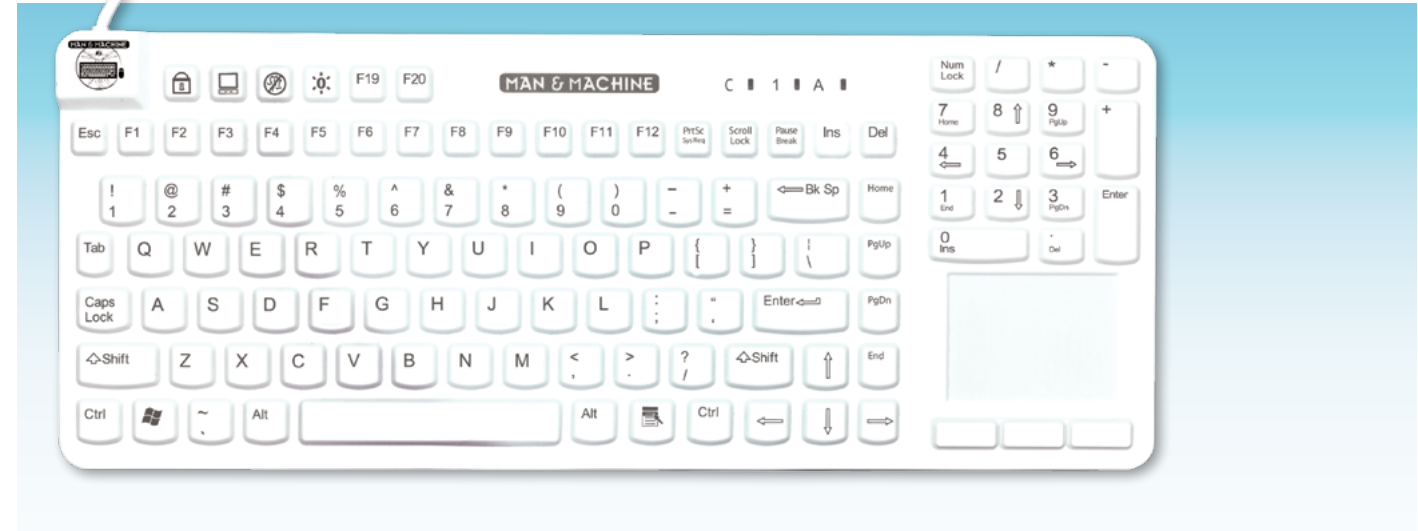 MAN & MACHINE
F19 F20 MAN & MACHINE C 1 A
Num Lock / * -
Esc F1 F2 F3 F4 F5 F6 F7 F8 F9 F10 F11 F12 PrtSc SysReq Scroll Lock Pause Break Ins Del
7 Home 8 9 PgUp +
4 5 6
! 1 @ 2 # 3 $ 4 % 5 ^ 6 & 7 * 8 ( 9 ) 0 – - + = Bk Sp Home
1 End 2 3 PgDn Enter
Tab Q W E R T Y U I O P { [ } ] ¦ \ PgUp
0 Ins . Del
Caps Lock A S D F G H J K L : ; " ' Enter PgDn
Shift Z X C V B N M < , > . ? / Shift End
Ctrl ~ ` Alt Alt Ctrl